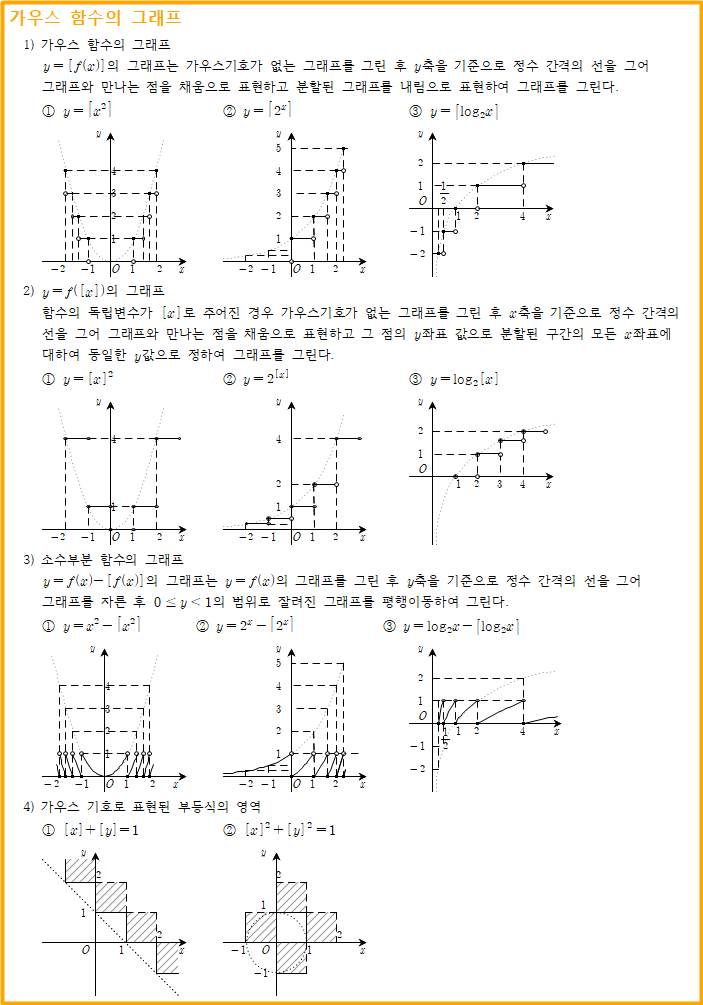 가우스 함수의 그래프
1) 가우스 함수의 그래프
y=[f(x)]의 그래프는 가우스기호가 없는 그래프를 그린 후 y축을 기준으로 정수 간격의 선을 그어
그래프와 만나는 점을 채움으로 표현하고 분할된 그래프를 내림으로 표현하여 그래프를 그린다.
① y=[x²] ② y=[2ˣ] ③ y=[log₂x]
y 4 3 2 1 −2 −1 O 1 2 x
y 5 4 3 2 1 −2 −1 O 1 2 x
y 2 1 O −1 −2 1/2 1 2 4 x
2) y=f([x])의 그래프
함수의 독립변수가 [x]로 주어진 경우 가우스기호가 없는 그래프를 그린 후 x축을 기준으로 정수 간격의
선을 그어 그래프와 만나는 점을 채움으로 표현하고 그 점의 y좌표 값으로 분할된 구간의 모든 x좌표에
대하여 동일한 y값으로 정하여 그래프를 그린다.
① y=[x]² ② y=2^[x] ③ y=log₂[x]
y 4 1 −2 −1 O 1 2 x
y 4 2 1 −2 −1 O 1 2 x
y 2 1 O 1 2 3 4 x
3) 소수부분 함수의 그래프
y=f(x)−[f(x)]의 그래프는 y=f(x)의 그래프를 그린 후 y축을 기준으로 정수 간격의 선을 그어
그래프를 자른 후 0≤y<1의 범위로 잘려진 그래프를 평행이동하여 그린다.
① y=x²−[x²] ② y=2ˣ−[2ˣ] ③ y=log₂x−[log₂x]
y 4 3 2 1 −2 −1 O 1 2 x
y 5 4 3 2 1 −2 −1 O 1 2 x
y 2 1 O −1 −2 1/2 1 2 4 x
4) 가우스 기호로 표현된 부등식의 영역
① [x]+[y]=1 ② [x]²+[y]²=1
y 2 1 O 1 2 x
y 2 1 −1 O 1 2 −1 x